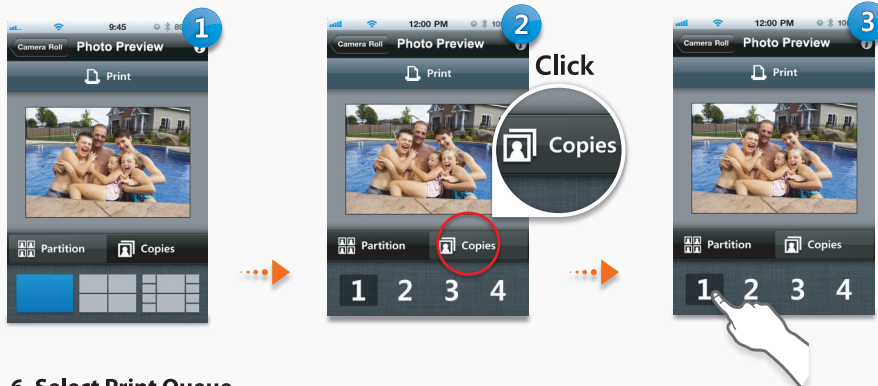 9:45
1
Camera Roll Photo Preview
Print
Partition Copies
12:00 PM
2
Camera Roll Photo Preview
Print
Click
Copies
Partition Copies
1 2 3 4
12:00 PM
3
Camera Roll Photo Preview
Print
Partition Copies
1 2 3 4
6. Select Print Queue